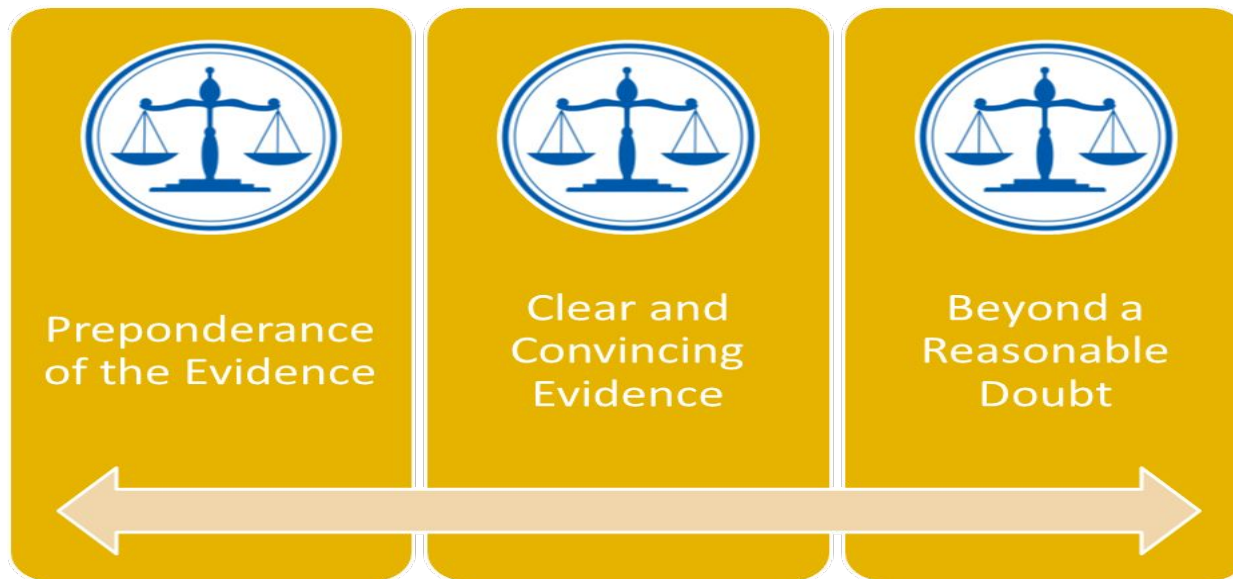 Preponderance
of the Evidence
Clear and
Convincing
Evidence
Beyond a
Reasonable
Doubt